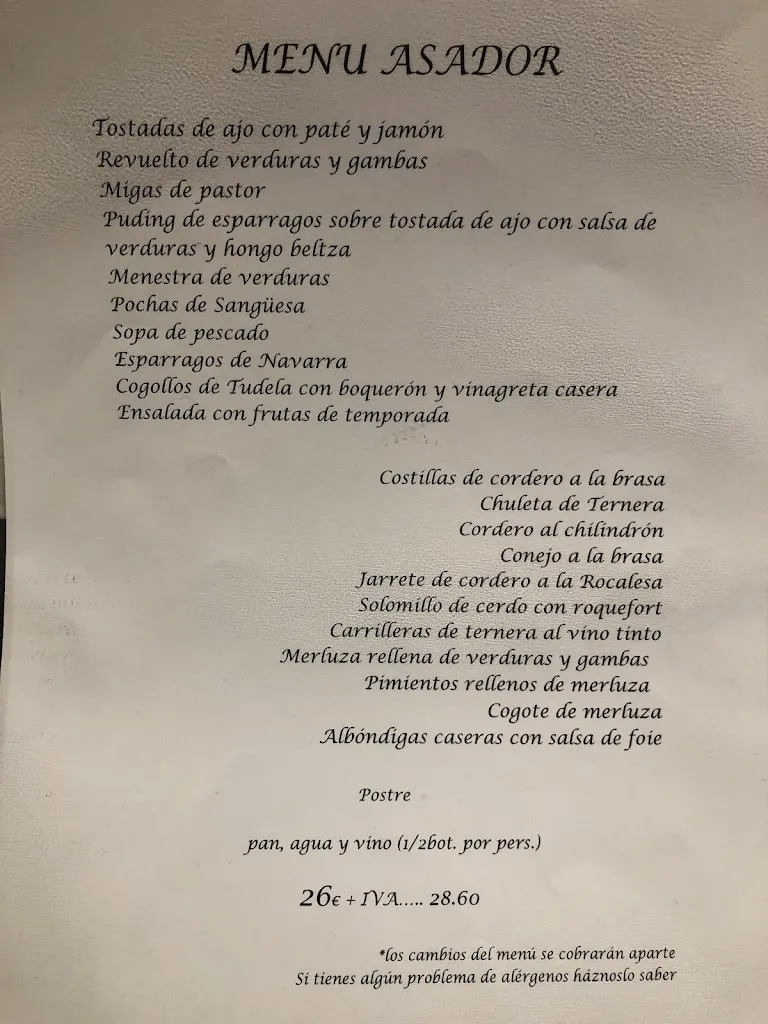 MENU ASADOR
Tostadas de ajo con paté y jamón
Revuelto de verduras y gambas
Migas de pastor
Puding de esparragos sobre tostada de ajo con salsa de
verduras y hongo beltza
Menestra de verduras
Pochas de Sangüesa
Sopa de pescado
Esparragos de Navarra
Cogollos de Tudela con boquerón y vinagreta casera
Ensalada con frutas de temporada
Costillas de cordero a la brasa
Chuleta de Ternera
Cordero al chilindrón
Conejo a la brasa
Jarrete de cordero a la Rocalesa
Solomillo de cerdo con roquefort
Carrilleras de ternera al vino tinto
Merluza rellena de verduras y gambas
Pimientos rellenos de merluza
Cogote de merluza
Albóndigas caseras con salsa de foie
Postre
pan, agua y vino (1/2bot. por pers.)
26€ + IVA..... 28.60
*los cambios del menú se cobrarán aparte
Si tienes algún problema de alérgenos háznoslo saber